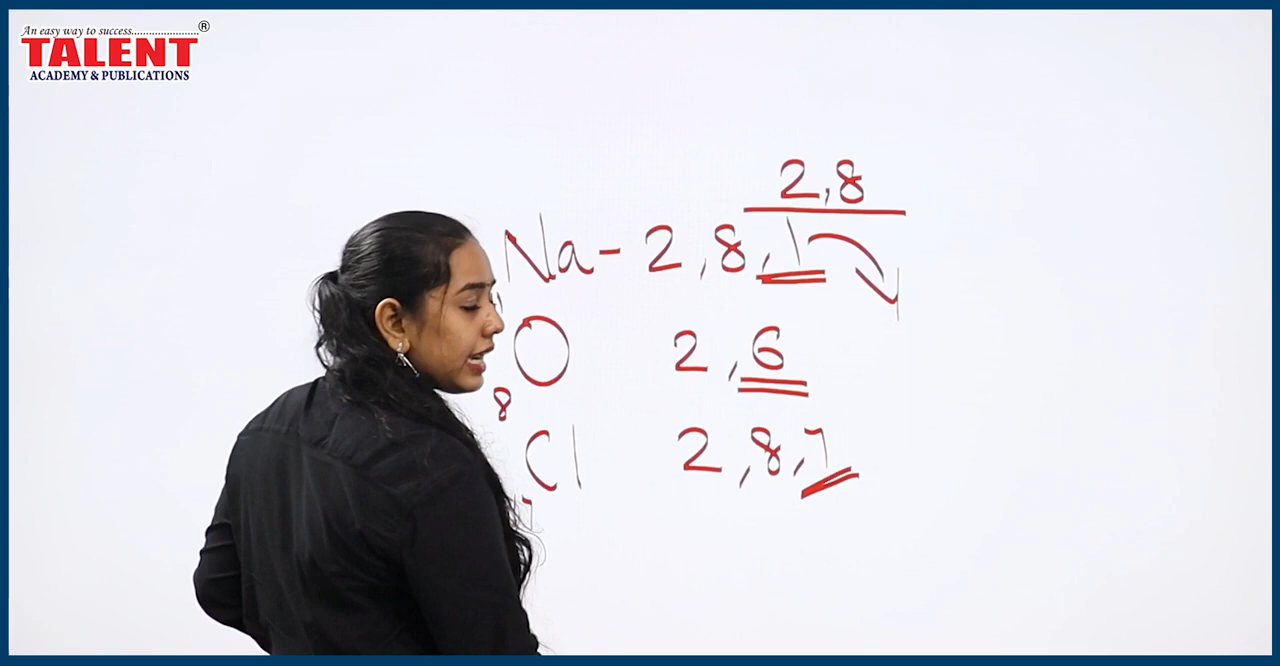 An easy way to success........................®
TALENT
ACADEMY & PUBLICATIONS
2,8
Na - 2,8,1
O 2,6
8
Cl 2,8,7